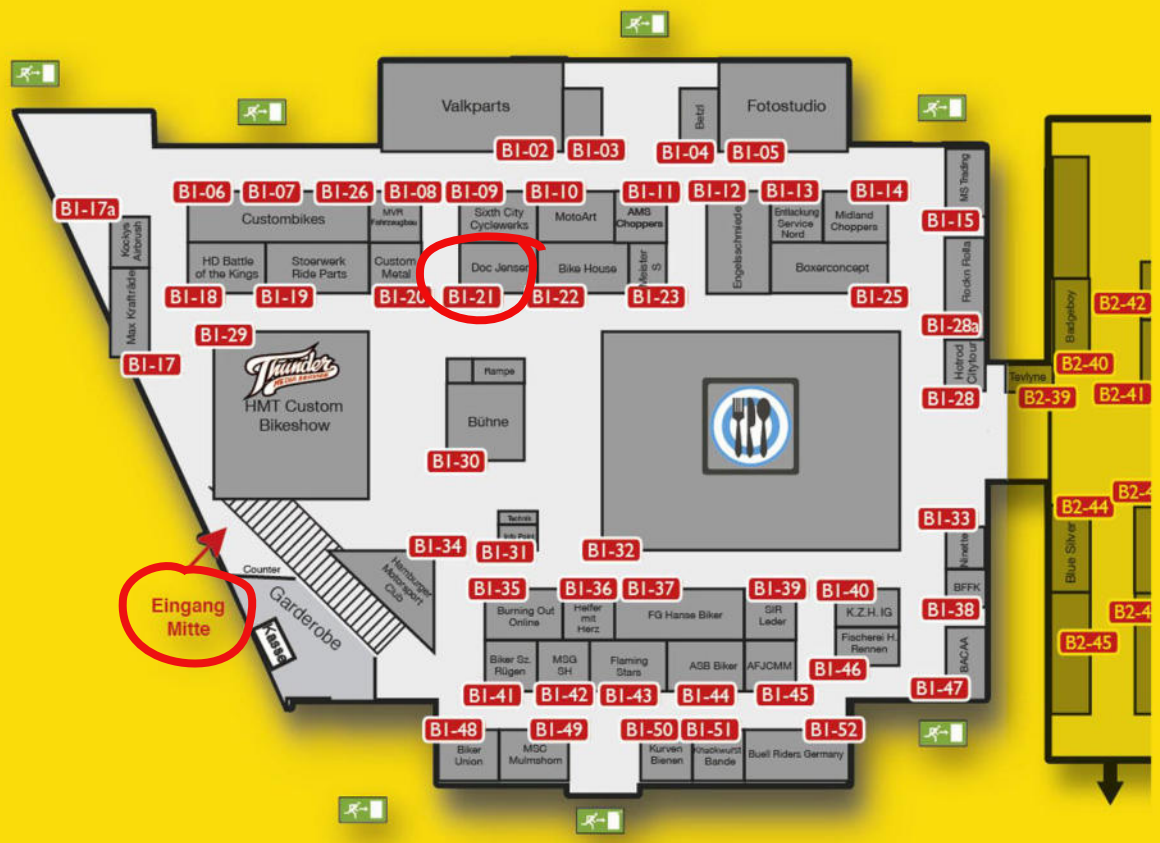 Valkparts
Betzl
Fotostudio
B1-02
B1-03
B1-04
B1-05
B1-06
B1-07
B1-26
B1-08
B1-09
B1-10
B1-11
B1-12
B1-13
B1-14
MS Trading
B1-17a
Kockys
Airbrush
Custombikes
MVR
Fahrzeugbau
Sixth City
Cyclewerks
MotoArt
AMS
Choppers
Engelsschmiede
Entlackung
Service
Nord
Midland
Choppers
B1-15
HD Battle
of the Kings
Stoerwerk
Ride Parts
Custom
Metal
Doc Jensen
Bike House
Meister
S
Boxerconcept
Rockn Rolla
Max Krafträde
B1-18
B1-19
B1-20
B1-21
B1-22
B1-23
B1-25
B1-28a
B1-17
B1-29
Thunder
HMT Custom
Bikeshow
Rampe
Bühne
B1-30
Hotrod
Citytour
B1-28
Badgeboy
B2-42
B2-40
Tevlyne
B2-39
B2-41
Technik
Info Point
B1-31
B1-32
B1-33
Ninette
BFFK
B1-38
BACAA
B1-47
B2-44
B2-4
Blue Silver
B2-4
B2-45
Eingang
Mitte
Counter
Garderobe
Kasse
Hamburger
Motorsport
Club
B1-34
B1-35
B1-36
B1-37
B1-39
B1-40
Burning Out
Online
Helfer
mit
Herz
FG Hanse Biker
SIR
Leder
K.Z.H. IG
Fischerei H.
Rennen
B1-46
Biker Sz.
Rügen
MSG
SH
Flaming
Stars
ASB Biker
AFJCMM
B1-41
B1-42
B1-43
B1-44
B1-45
B1-48
B1-49
B1-50
B1-51
B1-52
Biker
Union
MSC
Kurven
Bienen
Bande
Buell Riders Germany